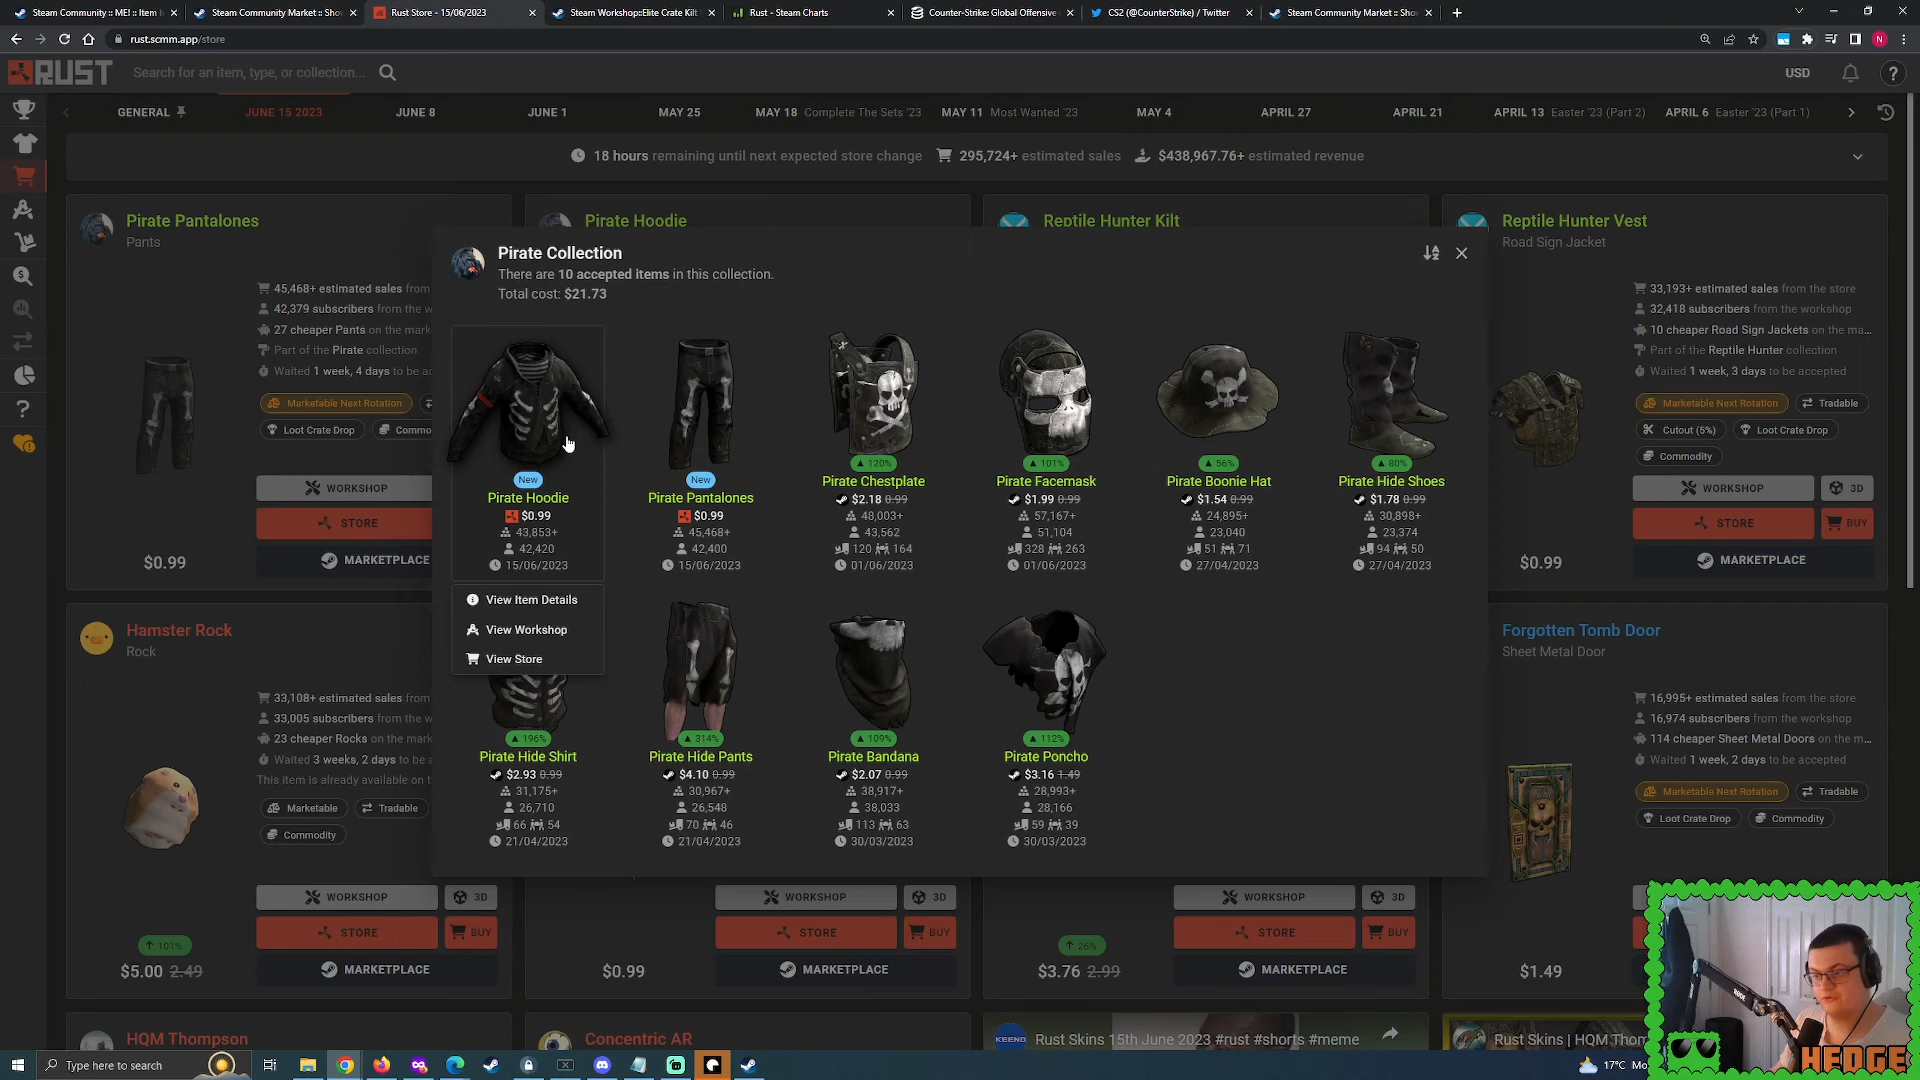 Steam Community :: ME! :: Item I
Steam Community Market :: Show
Rust Store - 15/06/2023
Steam Workshop::Elite Crate Kilt
Rust - Steam Charts
Counter-Strike: Global Offensive
CS2 (@CounterStrike) / Twitter
Steam Community Market :: Show
rust.scmm.app/store
N
RUST
Search for an item, type, or collection...
USD
GENERAL
JUNE 15 2023
JUNE 8
JUNE 1
MAY 25
MAY 18 Complete The Sets '23
MAY 11 Most Wanted '23
MAY 4
APRIL 27
APRIL 21
APRIL 13 Easter '23 (Part 2)
APRIL 6 Easter '23 (Part 1)
18 hours remaining until next expected store change
295,724+ estimated sales
$438,967.76+ estimated revenue
Pirate Pantalones
Pants
45,468+ estimated sales from
42,379 subscribers from the w
27 cheaper Pants on the mark
Part of the Pirate collection
Waited 1 week, 4 days to be ac
Marketable Next Rotation
Loot Crate Drop
Commo
WORKSHOP
STORE
MARKETPLACE
$0.99
Pirate Hoodie
Reptile Hunter Kilt
Reptile Hunter Vest
Road Sign Jacket
33,193+ estimated sales from the store
32,418 subscribers from the workshop
10 cheaper Road Sign Jackets on the ma...
Part of the Reptile Hunter collection
Waited 1 week, 3 days to be accepted
Marketable Next Rotation
Tradable
Cutout (5%)
Loot Crate Drop
Commodity
WORKSHOP
3D
STORE
BUY
MARKETPLACE
$0.99
Pirate Collection
There are 10 accepted items in this collection.
Total cost: $21.73
New
Pirate Hoodie
$0.99
43,853+
42,420
15/06/2023
New
Pirate Pantalones
$0.99
45,468+
42,400
15/06/2023
120%
Pirate Chestplate
$2.18 0.99
48,003+
43,562
120 164
01/06/2023
101%
Pirate Facemask
$1.99 0.99
57,167+
51,104
328 263
01/06/2023
56%
Pirate Boonie Hat
$1.54 0.99
24,895+
23,040
51 71
27/04/2023
80%
Pirate Hide Shoes
$1.78 0.99
30,898+
23,374
94 50
27/04/2023
View Item Details
View Workshop
View Store
196%
Pirate Hide Shirt
$2.93 0.99
31,175+
26,710
66 54
21/04/2023
314%
Pirate Hide Pants
$4.10 0.99
30,967+
26,548
70 46
21/04/2023
109%
Pirate Bandana
$2.07 0.99
38,917+
38,033
113 63
30/03/2023
112%
Pirate Poncho
$3.16 1.49
28,993+
28,166
59 39
30/03/2023
Hamster Rock
Rock
33,108+ estimated sales from
33,005 subscribers from the w
23 cheaper Rocks on the marke
Waited 3 weeks, 2 days to be a
This item is already available on t
Marketable
Tradable
Commodity
WORKSHOP
3D
STORE
BUY
MARKETPLACE
101%
$5.00 2.49
WORKSHOP
3D
STORE
BUY
MARKETPLACE
$0.99
WORKSHOP
3D
STORE
BUY
MARKETPLACE
26%
$3.76 2.99
Forgotten Tomb Door
Sheet Metal Door
16,995+ estimated sales from the store
16,974 subscribers from the workshop
114 cheaper Sheet Metal Doors on the m...
Waited 1 week, 2 days to be accepted
Marketable Next Rotation
Tradable
Loot Crate Drop
Commodity
$1.49
HQM Thompson
Concentric AR
KEENO
Rust Skins 15th June 2023 #rust #shorts #meme
Rust Skins | HQM Thom
Type here to search
17°C
HEDGE